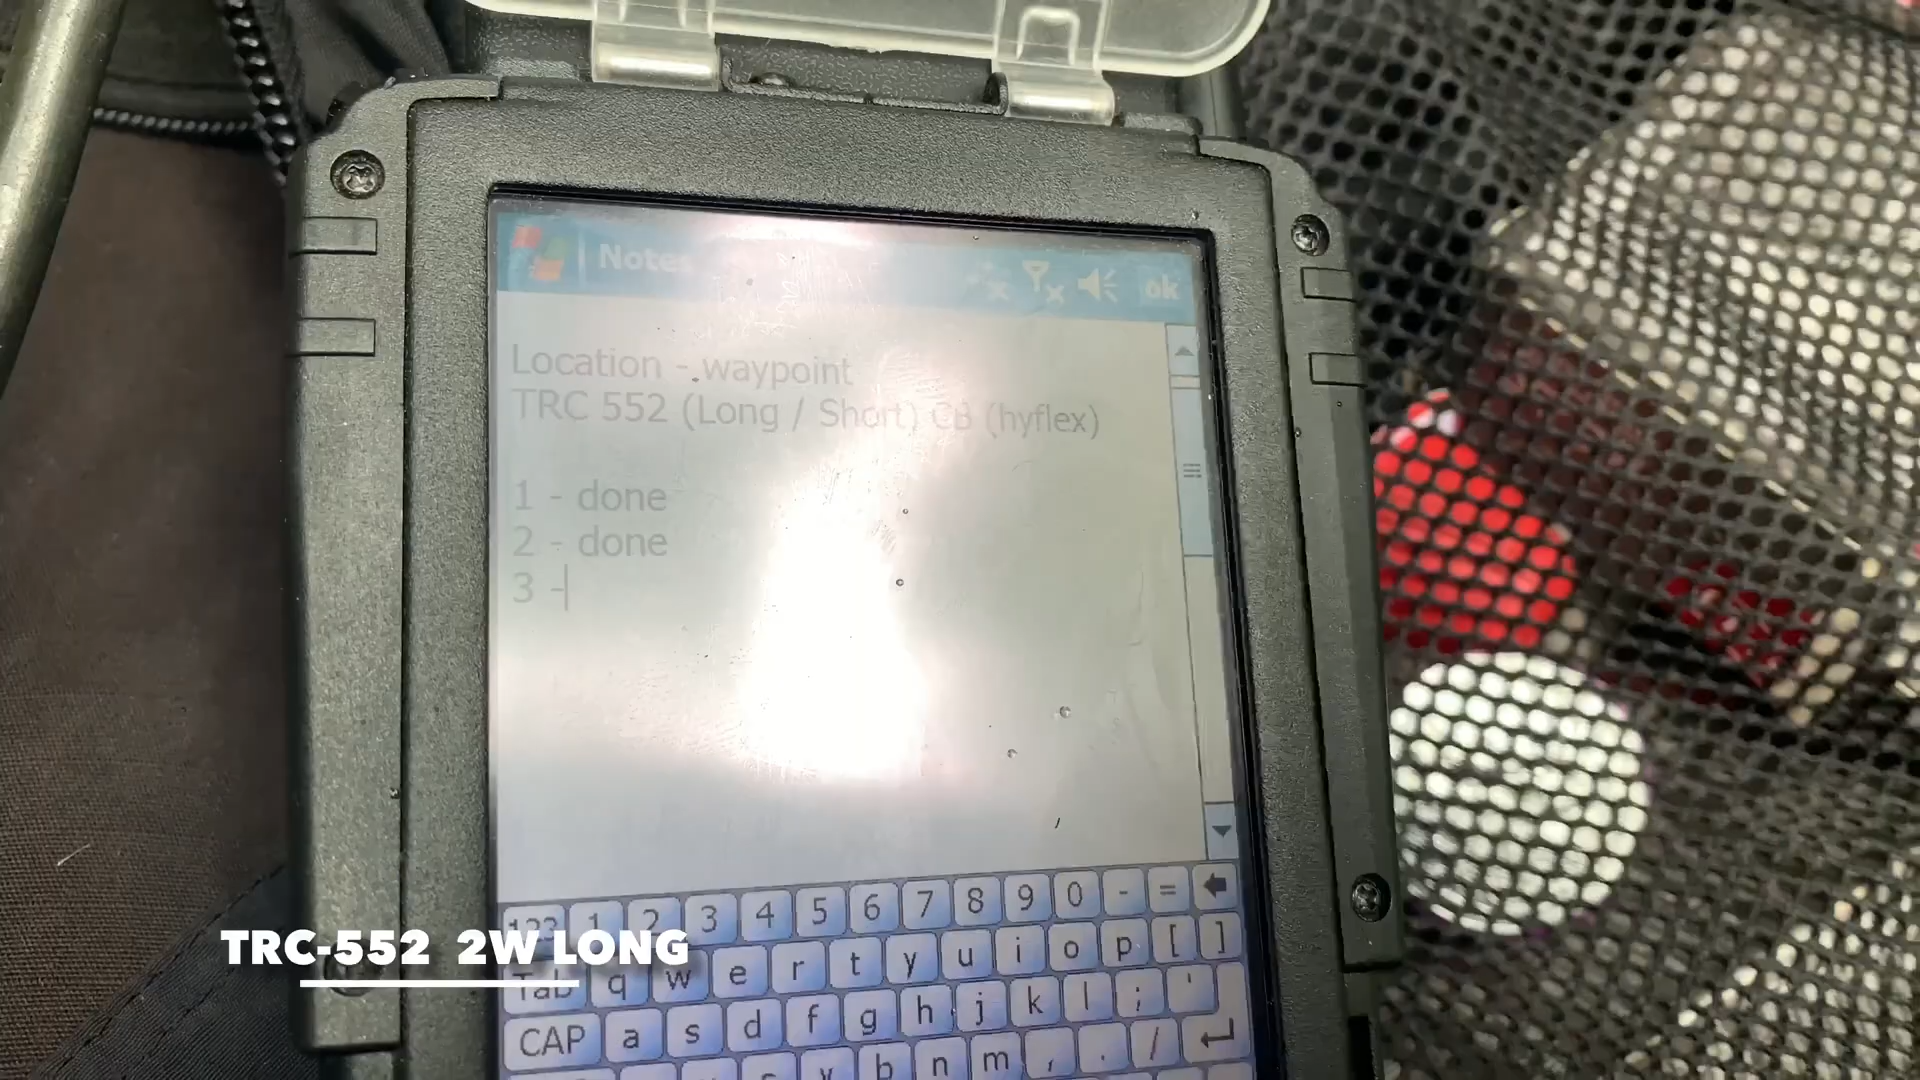 Notes
ok
Location - waypoint
TRC 552 (Long / Short) CB (hyflex)
1 - done
2 - done
3 -
123 1 2 3 4 5 6 7 8 9 0 - =
Tab q w e r t y u i o p [ ]
CAP a s d f g h j k l ; '
v b n m , . /
TRC-552 2W LONG